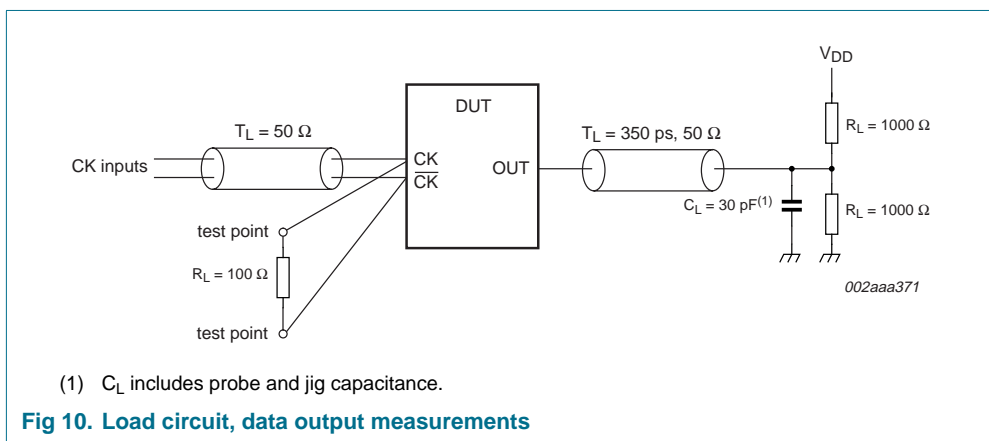 V_DD
DUT
T_L = 50 Ω
T_L = 350 ps, 50 Ω
R_L = 1000 Ω
CK inputs
CK
C̅K̅
OUT
C_L = 30 pF(1)
R_L = 1000 Ω
test point
R_L = 100 Ω
test point
002aaa371
(1) C_L includes probe and jig capacitance.
Fig 10. Load circuit, data output measurements